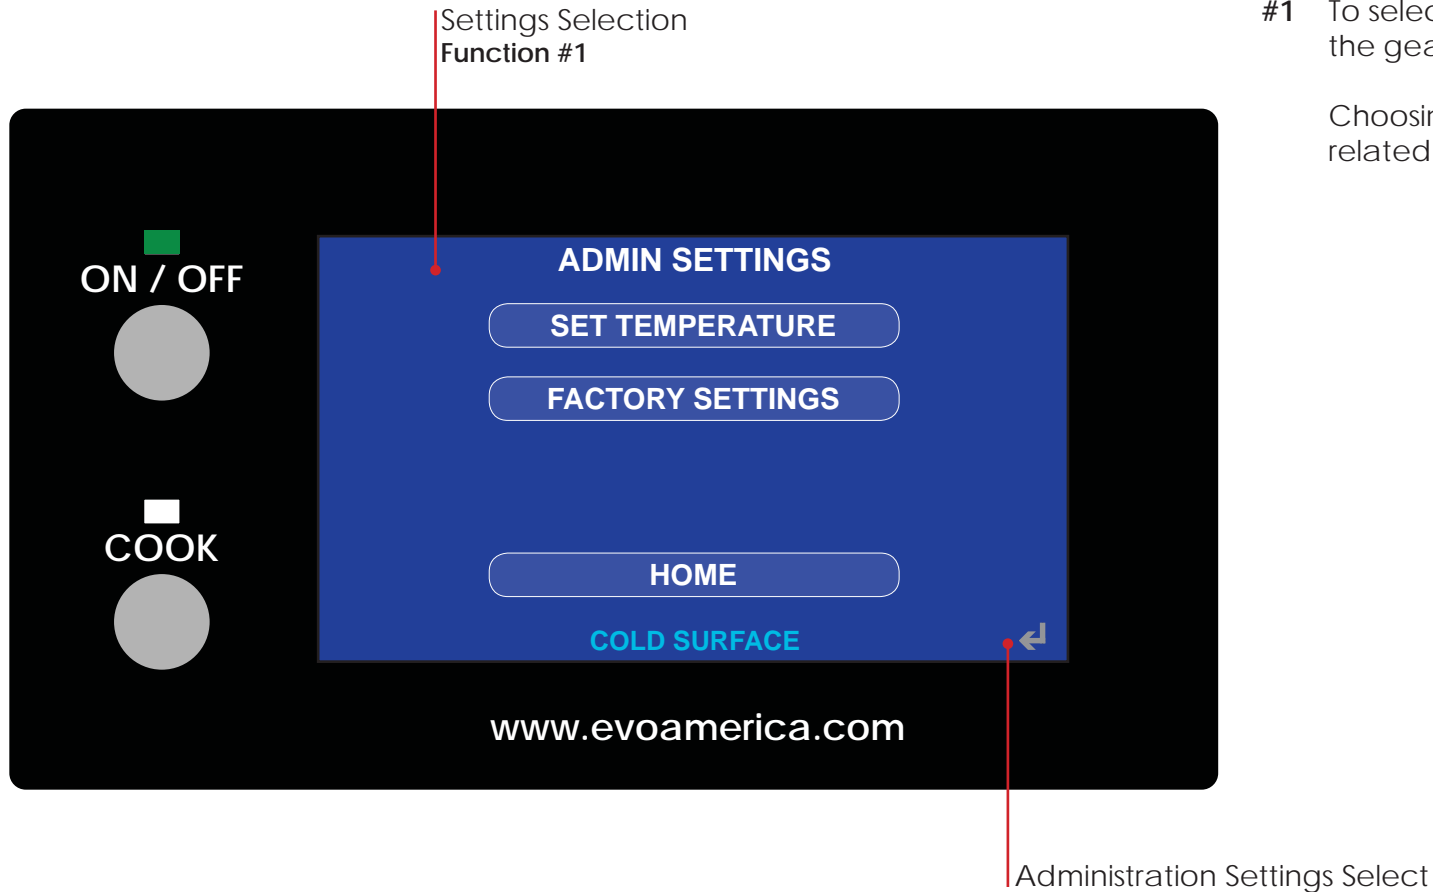 Settings Selection
Function #1
#1 To selec
the gea
Choosin
related
ON / OFF
COOK
ADMIN SETTINGS
SET TEMPERATURE
FACTORY SETTINGS
HOME
COLD SURFACE
www.evoamerica.com
Administration Settings Select